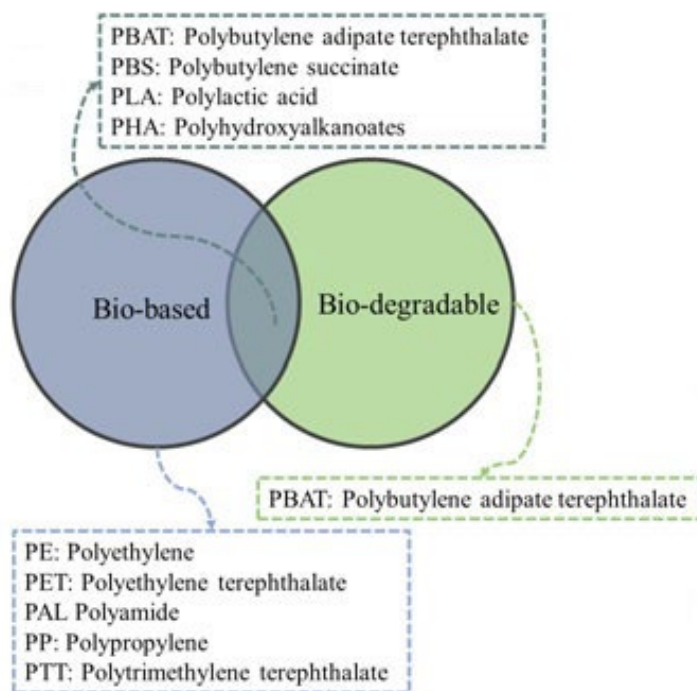 PBAT: Polybutylene adipate terephthalate
PBS: Polybutylene succinate
PLA: Polylactic acid
PHA: Polyhydroxyalkanoates
Bio-based
Bio-degradable
PBAT: Polybutylene adipate terephthalate
PE: Polyethylene
PET: Polyethylene terephthalate
PAL Polyamide
PP: Polypropylene
PTT: Polytrimethylene terephthalate